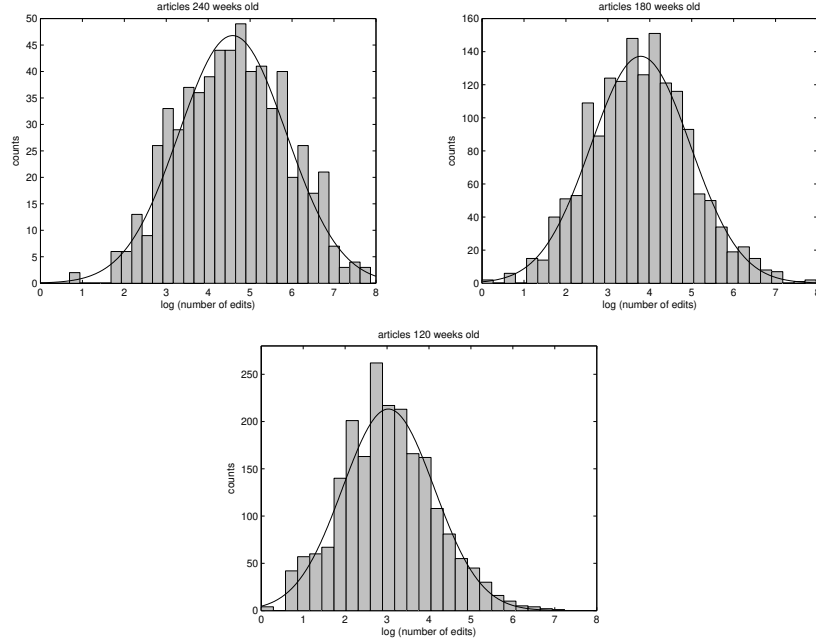 articles 240 weeks old
50
45
40
35
30
25
20
15
10
5
0
counts
0 1 2 3 4 5 6 7 8
log (number of edits)
articles 180 weeks old
160
140
120
100
80
60
40
20
0
counts
0 1 2 3 4 5 6 7 8
log (number of edits)
articles 120 weeks old
250
200
150
100
50
0
counts
0 1 2 3 4 5 6 7 8
log (number of edits)